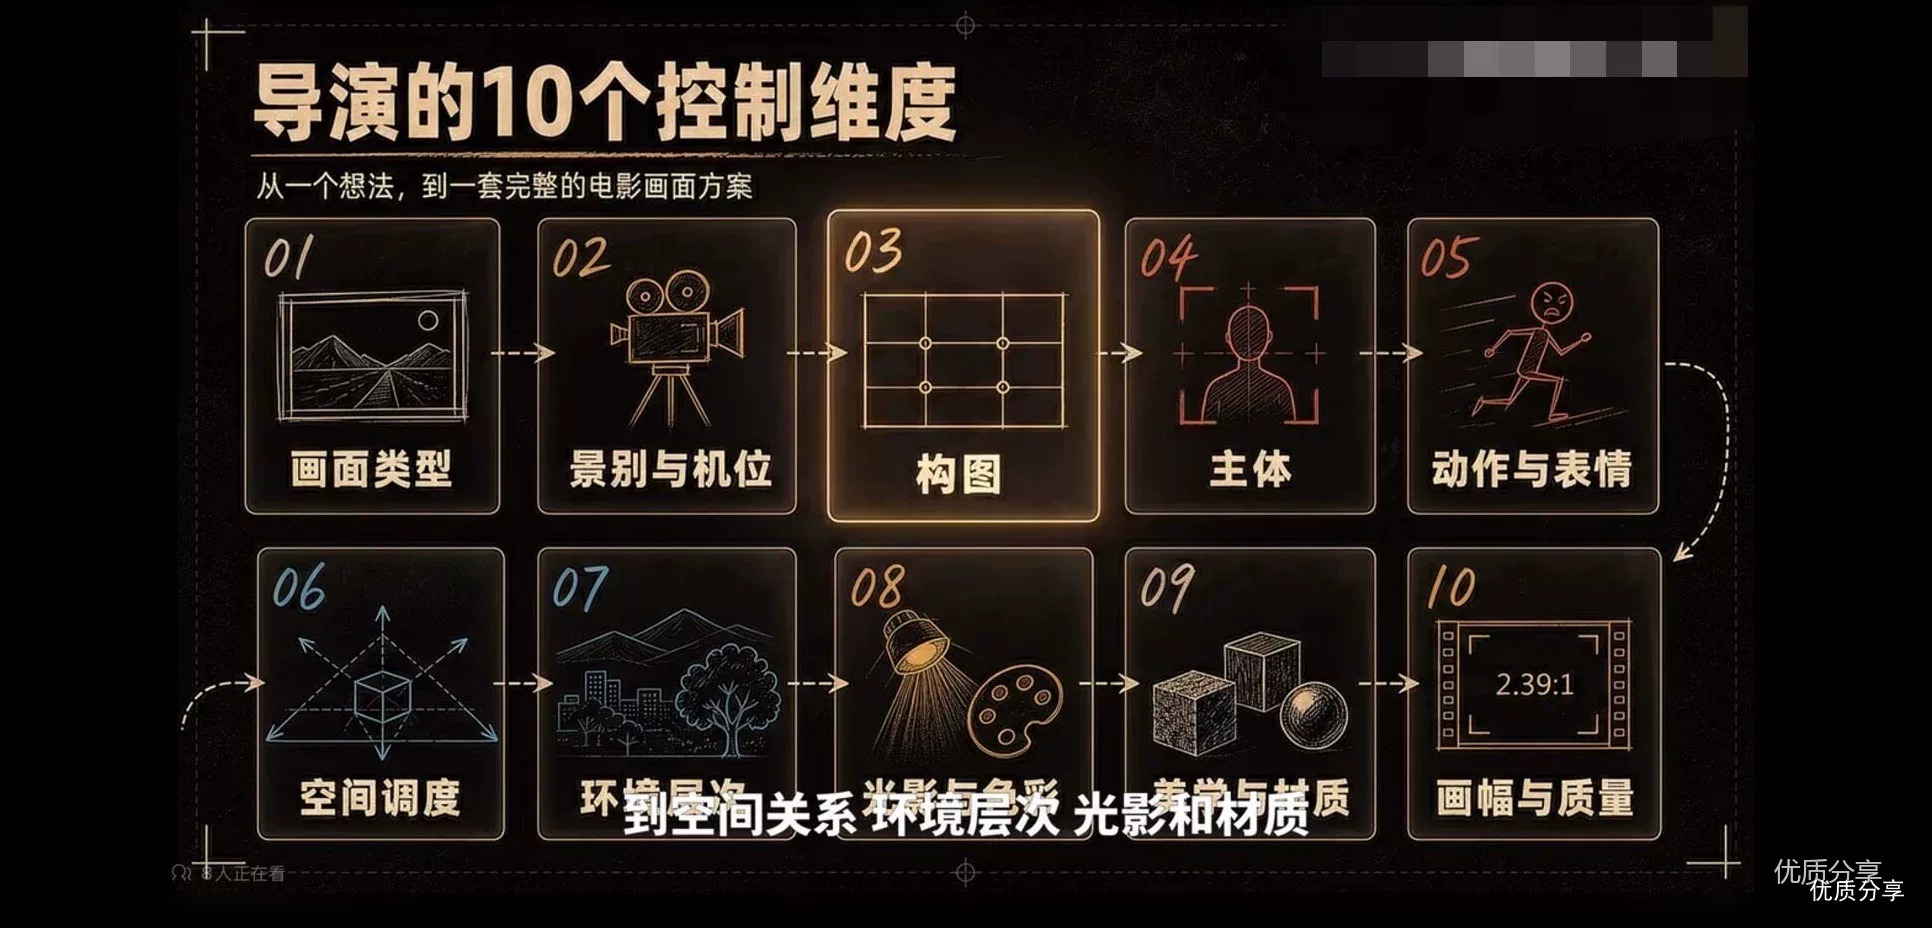 导演的10个控制维度
从一个想法，到一套完整的电影画面方案
01
画面类型
02
景别与机位
03
构图
04
主体
05
动作与表情
06
空间调度
07
环境层次
08
光影与色彩
09
美学与材质
10
2.39:1
画幅与质量
到空间关系 环境层次 光影和材质
8人正在看
优质分享
优质分享